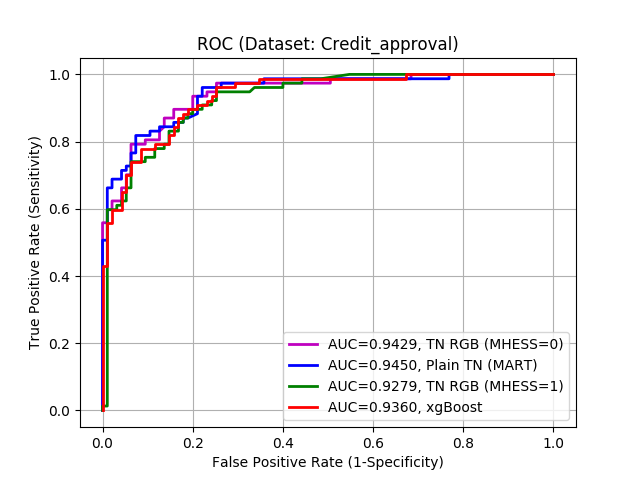 ROC (Dataset: Credit_approval)
True Positive Rate (Sensitivity)
1.0
0.8
0.6
0.4
0.2
0.0
AUC=0.9429, TN RGB (MHESS=0)
AUC=0.9450, Plain TN (MART)
AUC=0.9279, TN RGB (MHESS=1)
AUC=0.9360, xgBoost
0.0 0.2 0.4 0.6 0.8 1.0
False Positive Rate (1-Specificity)